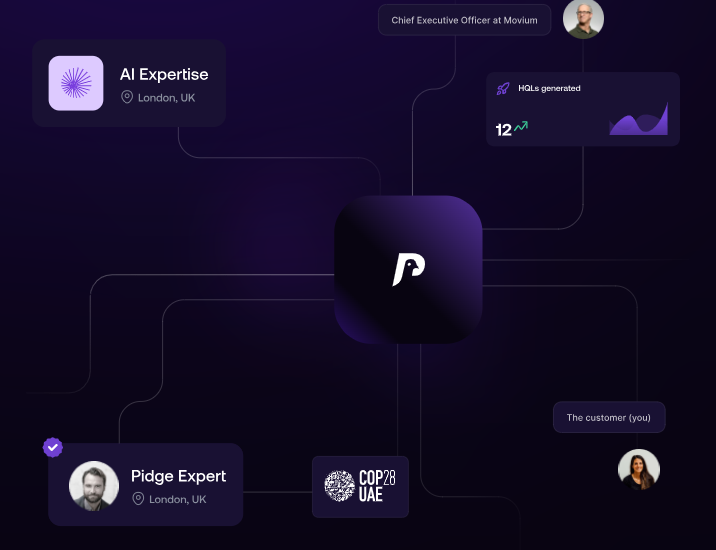 Chief Executive Officer at Movium
AI Expertise
London, UK
HQLs generated
12
P
The customer (you)
Pidge Expert
London, UK
COP28
UAE